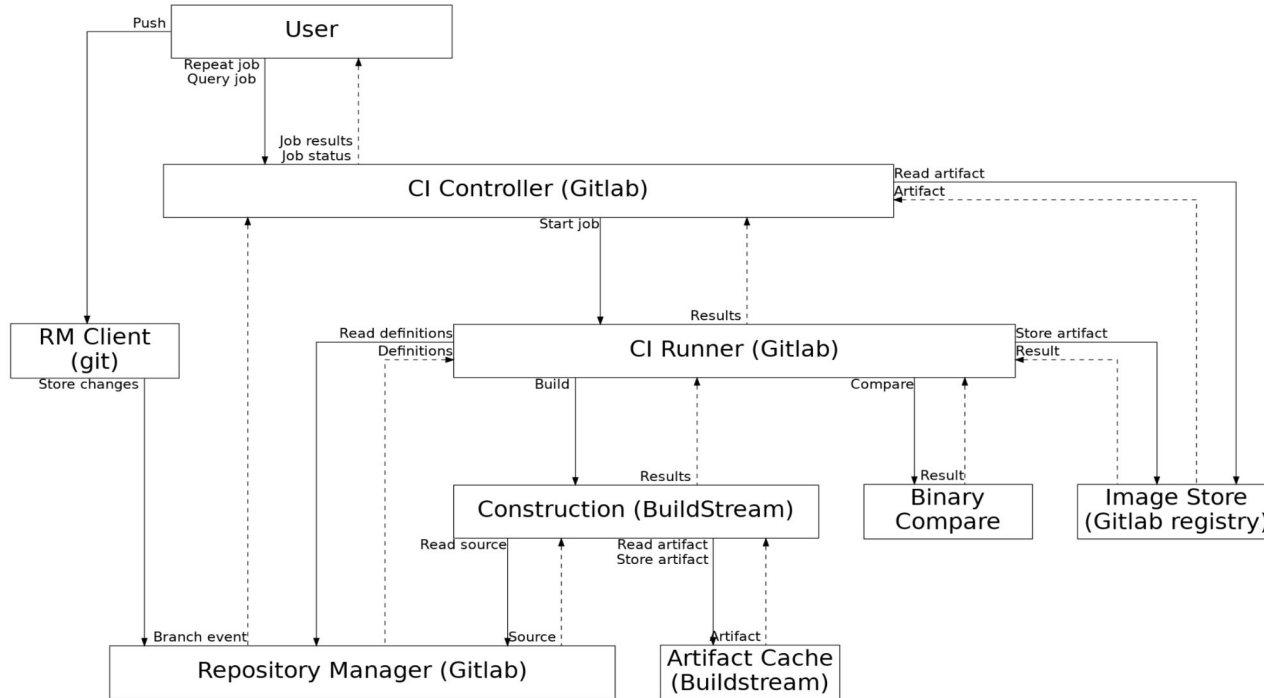 Push
User
Repeat job
Query job
Job results
Job status
CI Controller (Gitlab)
Read artifact
Artifact
Start job
Results
RM Client
(git)
Store changes
Read definitions
Definitions
CI Runner (Gitlab)
Store artifact
Result
Build
Compare
Results
Result
Construction (BuildStream)
Binary
Compare
Image Store
(Gitlab registry)
Read source
Read artifact
Store artifact
Branch event
Source
Artifact
Repository Manager (Gitlab)
Artifact Cache
(Buildstream)